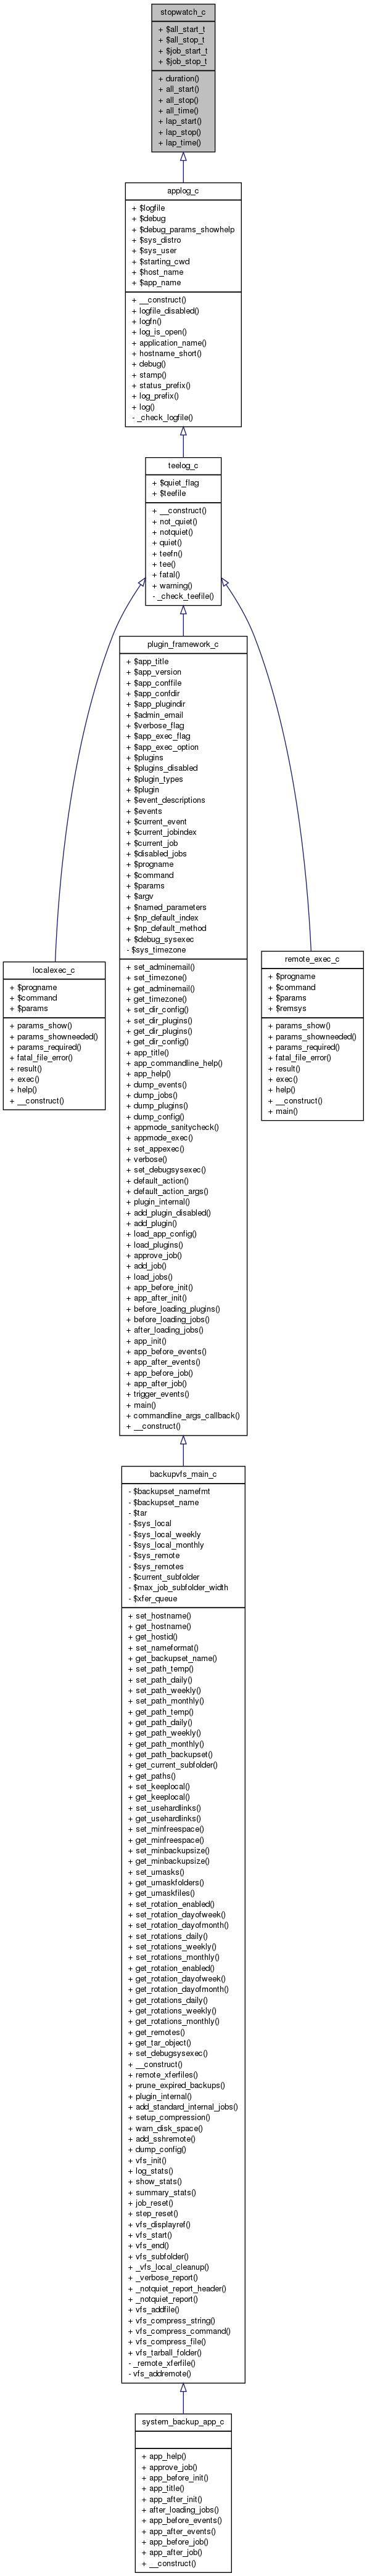 stopwatch_c
+ $all_start_t
+ $all_stop_t
+ $job_start_t
+ $job_stop_t
+ duration()
+ all_start()
+ all_stop()
+ all_time()
+ lap_start()
+ lap_stop()
+ lap_time()
applog_c
+ $logfile
+ $debug
+ $debug_params_showhelp
+ $sys_distro
+ $sys_user
+ $starting_cwd
+ $host_name
+ $app_name
+ __construct()
+ logfile_disabled()
+ logfn()
+ log_is_open()
+ application_name()
+ hostname_short()
+ debug()
+ stamp()
+ status_prefix()
+ log_prefix()
+ log()
- _check_logfile()
teelog_c
+ $quiet_flag
+ $teefile
+ __construct()
+ not_quiet()
+ notquiet()
+ quiet()
+ teefn()
+ tee()
+ fatal()
+ warning()
- _check_teefile()
plugin_framework_c
+ $app_title
+ $app_version
+ $app_conffile
+ $app_confdir
+ $app_plugindir
+ $admin_email
+ $verbose_flag
+ $app_exec_flag
+ $app_exec_option
+ $plugins
+ $plugins_disabled
+ $plugin_types
+ $plugin
+ $event_descriptions
+ $events
+ $current_event
+ $current_jobindex
+ $current_job
+ $disabled_jobs
+ $progname
+ $command
+ $params
+ $argv
+ $named_parameters
+ $np_default_index
+ $np_default_method
+ $debug_sysexec
- $sys_timezone
+ set_adminemail()
+ set_timezone()
+ get_adminemail()
+ get_timezone()
+ set_dir_config()
+ set_dir_plugins()
+ get_dir_plugins()
+ get_dir_config()
+ app_title()
+ app_commandline_help()
+ app_help()
+ dump_events()
+ dump_jobs()
+ dump_plugins()
+ dump_config()
+ appmode_sanitycheck()
+ appmode_exec()
+ set_appexec()
+ verbose()
+ set_debugsysexec()
+ default_action()
+ default_action_args()
+ plugin_internal()
+ add_plugin_disabled()
+ add_plugin()
+ load_app_config()
+ load_plugins()
+ approve_job()
+ add_job()
+ load_jobs()
+ app_before_init()
+ app_after_init()
+ before_loading_plugins()
+ before_loading_jobs()
+ after_loading_jobs()
+ app_init()
+ app_before_events()
+ app_after_events()
+ app_before_job()
+ app_after_job()
+ trigger_events()
+ main()
+ commandline_args_callback()
+ __construct()
localexec_c
+ $progname
+ $command
+ $params
+ params_show()
+ params_showneeded()
+ params_required()
+ fatal_file_error()
+ result()
+ exec()
+ help()
+ __construct()
remote_exec_c
+ $progname
+ $command
+ $params
+ $remsys
+ params_show()
+ params_showneeded()
+ params_required()
+ fatal_file_error()
+ result()
+ exec()
+ help()
+ __construct()
+ main()
backupvfs_main_c
- $backupset_namefmt
- $backupset_name
- $tar
- $sys_local
- $sys_local_weekly
- $sys_local_monthly
- $sys_remote
- $sys_remotes
- $current_subfolder
- $max_job_subfolder_width
- $xfer_queue
+ set_hostname()
+ get_hostname()
+ get_hostid()
+ set_nameformat()
+ get_backupset_name()
+ set_path_temp()
+ set_path_daily()
+ set_path_weekly()
+ set_path_monthly()
+ get_path_temp()
+ get_path_daily()
+ get_path_weekly()
+ get_path_monthly()
+ get_path_backupset()
+ get_current_subfolder()
+ get_paths()
+ set_keeplocal()
+ get_keeplocal()
+ set_usehardlinks()
+ get_usehardlinks()
+ set_minfreespace()
+ get_minfreespace()
+ set_minbackupsize()
+ get_minbackupsize()
+ set_umasks()
+ get_umaskfolders()
+ get_umaskfiles()
+ set_rotation_enabled()
+ set_rotation_dayofweek()
+ set_rotation_dayofmonth()
+ set_rotations_daily()
+ set_rotations_weekly()
+ set_rotations_monthly()
+ get_rotation_enabled()
+ get_rotation_dayofweek()
+ get_rotation_dayofmonth()
+ get_rotations_daily()
+ get_rotations_weekly()
+ get_rotations_monthly()
+ get_remotes()
+ get_tar_object()
+ set_debugsysexec()
+ __construct()
+ remote_xferfiles()
+ prune_expired_backups()
+ plugin_internal()
+ add_standard_internal_jobs()
+ setup_compression()
+ warn_disk_space()
+ add_sshremote()
+ dump_config()
+ vfs_init()
+ log_stats()
+ show_stats()
+ summary_stats()
+ job_reset()
+ step_reset()
+ vfs_displayref()
+ vfs_start()
+ vfs_end()
+ vfs_subfolder()
+ _vfs_local_cleanup()
+ _verbose_report()
+ _notquiet_report_header()
+ _notquiet_report()
+ vfs_addfile()
+ vfs_compress_string()
+ vfs_compress_command()
+ vfs_compress_file()
+ vfs_tarball_folder()
- _remote_xferfile()
- vfs_addremote()
system_backup_app_c
+ app_help()
+ approve_job()
+ app_before_init()
+ app_title()
+ app_after_init()
+ after_loading_jobs()
+ app_before_events()
+ app_after_events()
+ app_before_job()
+ app_after_job()
+ __construct()